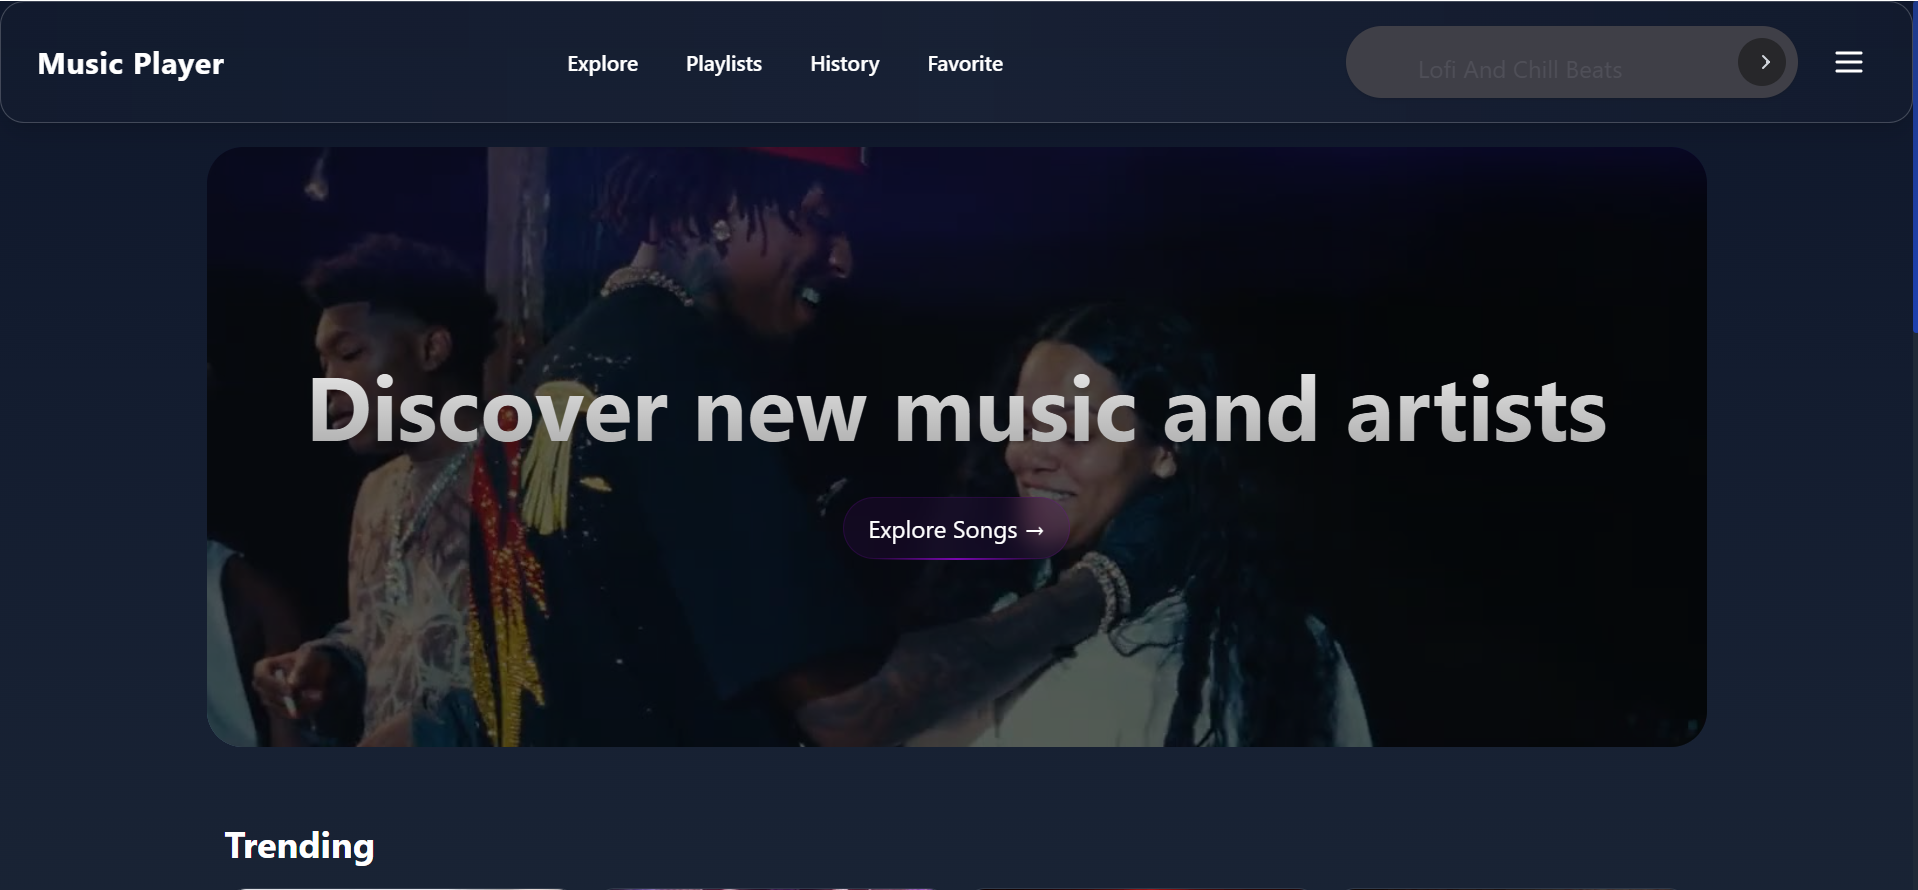 Music Player
Explore Playlists History Favorite
Lofi And Chill Beats
Discover new music and artists
Explore Songs →
Trending